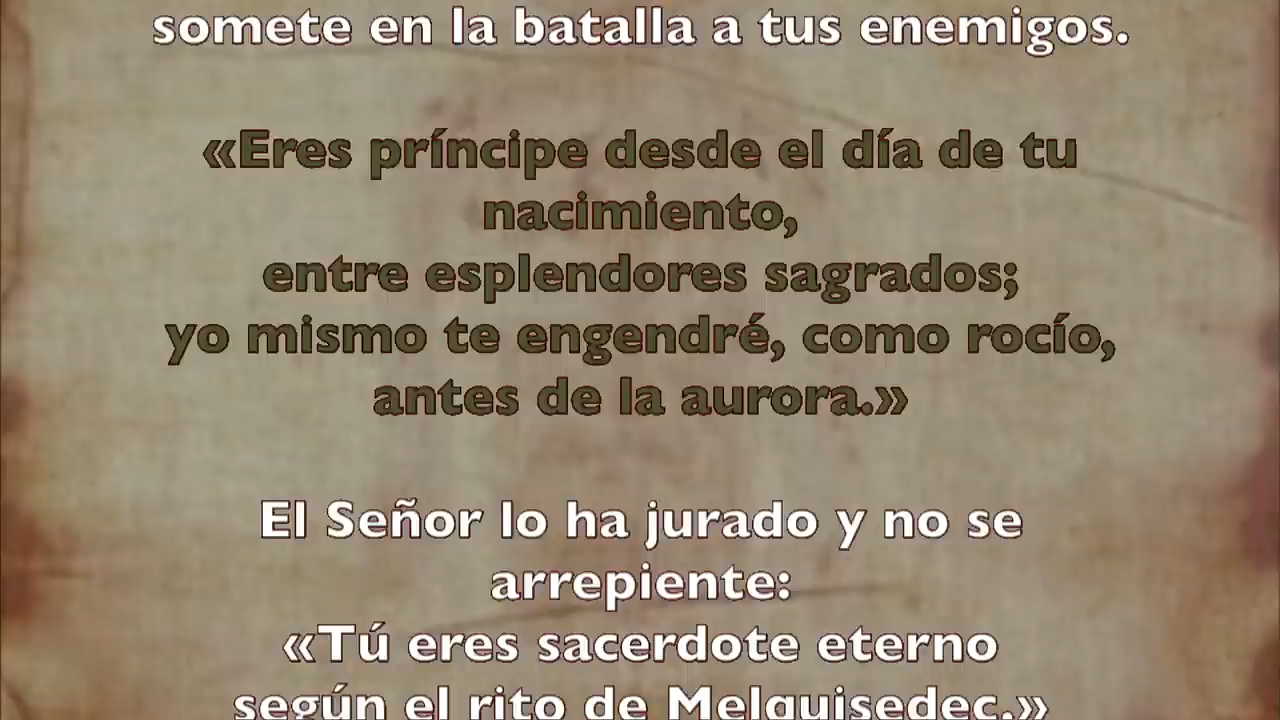 somete en la batalla a tus enemigos.
«Eres príncipe desde el día de tu
nacimiento,
entre esplendores sagrados;
yo mismo te engendré, como rocío,
antes de la aurora.»
El Señor lo ha jurado y no se
arrepiente:
«Tú eres sacerdote eterno
según el rito de Melquisedec.»